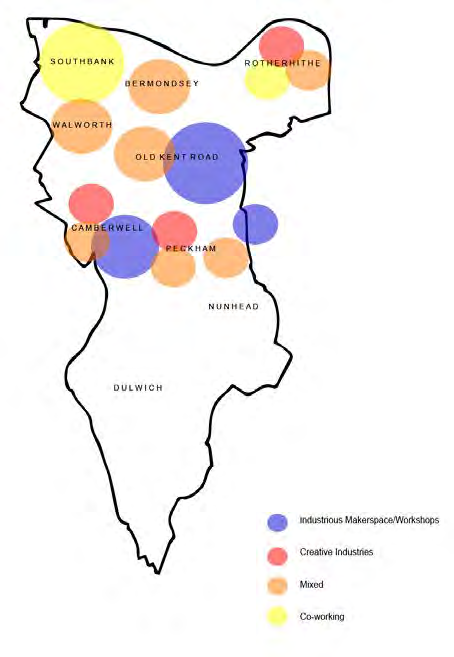 SOUTHBANK
ROTHERHITHE
BERMONDSEY
WALWORTH
OLD KENT ROAD
CAMBERWELL
PECKHAM
NUNHEAD
DULWICH
Industrious Makerspace/Workshops
Creative Industries
Mixed
Co-working